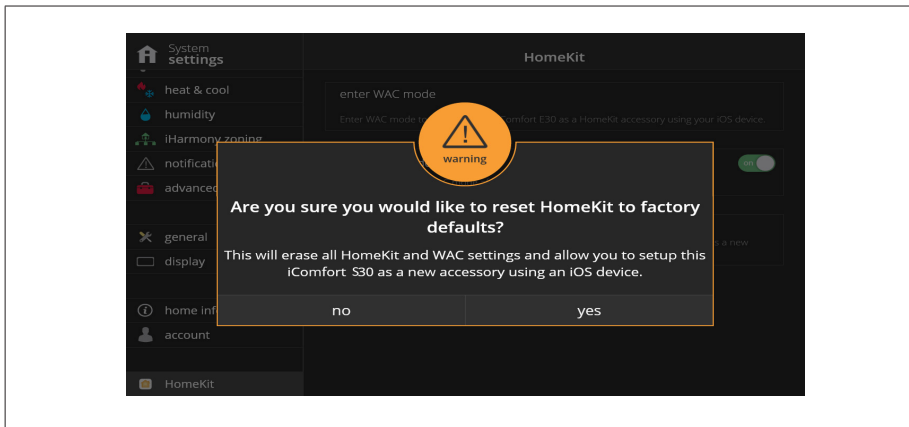 System
settings
HomeKit
heat & cool
humidity
iHarmony zoning
notificati
advanced
general
display
home inf
account
HomeKit
enter WAC mode
Enter WAC mode to
Comfort E30 as a HomeKit accessory using your iOS device.
on
s a new
warning
Are you sure you would like to reset HomeKit to factory
defaults?
This will erase all HomeKit and WAC settings and allow you to setup this
iComfort S30 as a new accessory using an iOS device.
no
yes